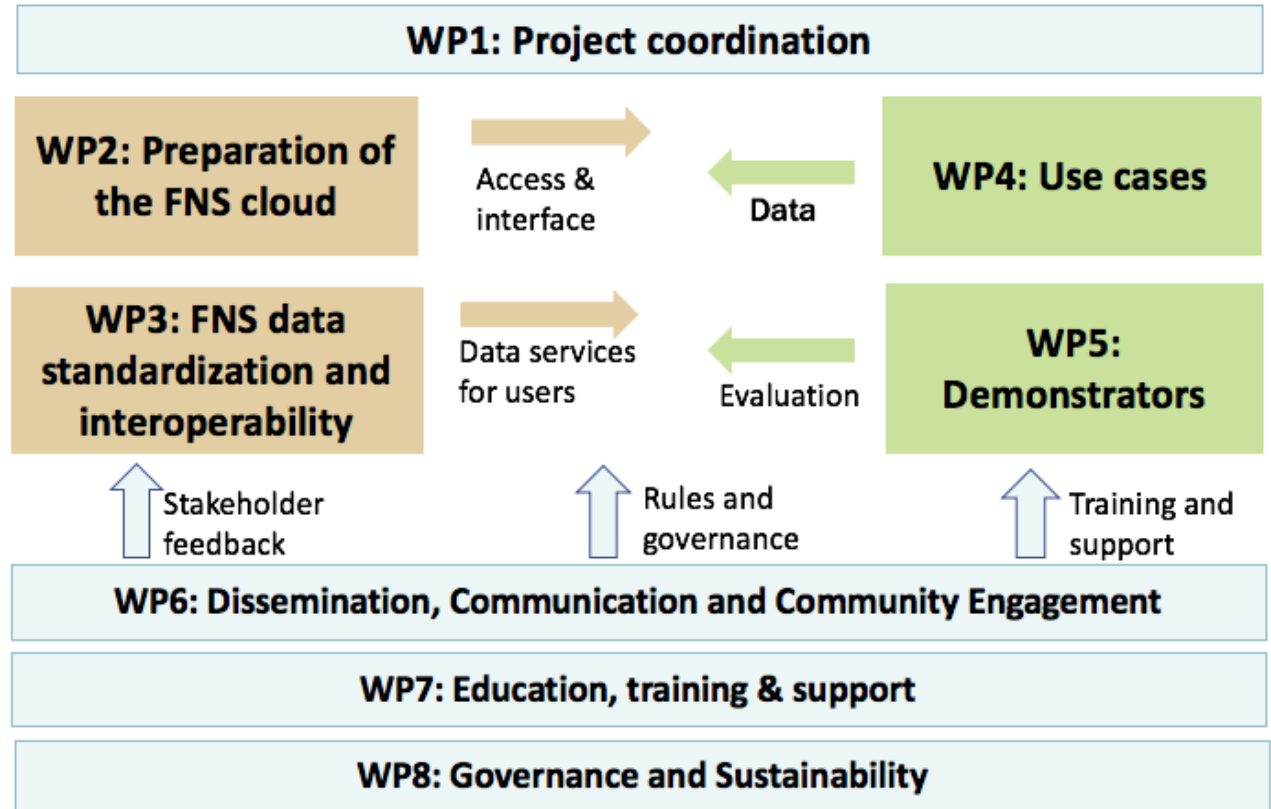 WP1: Project coordination
WP2: Preparation of
the FNS cloud
Access &
interface
Data
WP4: Use cases
WP3: FNS data
standardization and
interoperability
Data services
for users
Evaluation
WP5:
Demonstrators
Stakeholder
feedback
Rules and
governance
Training and
support
WP6: Dissemination, Communication and Community Engagement
WP7: Education, training & support
WP8: Governance and Sustainability